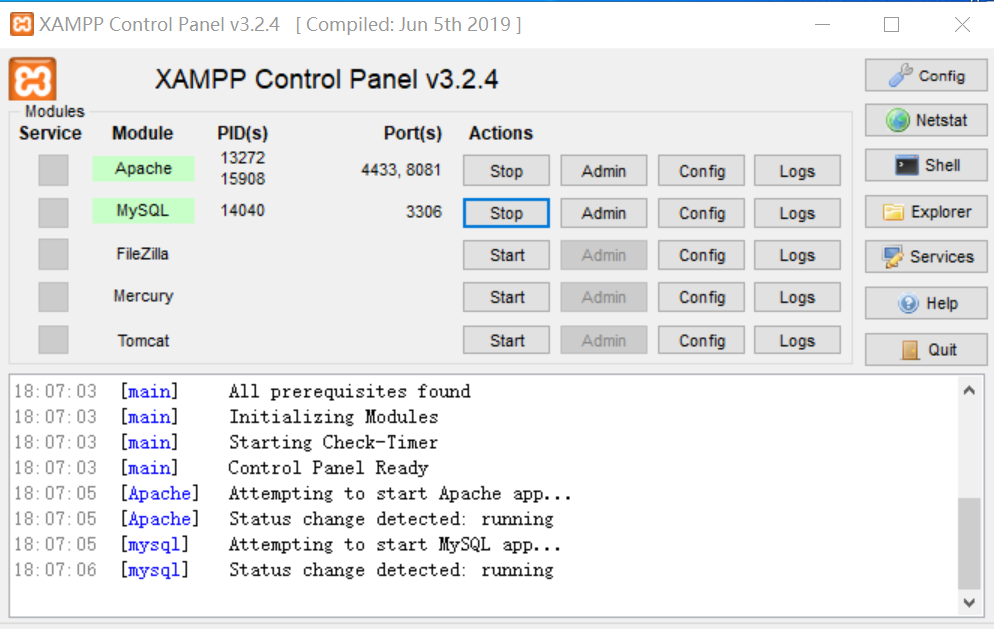 XAMPP Control Panel v3.2.4 [ Compiled: Jun 5th 2019 ]
XAMPP Control Panel v3.2.4
Config
Modules
Service Module PID(s) Port(s) Actions
Netstat
Apache 13272 15908 4433, 8081 Stop Admin Config Logs
Shell
MySQL 14040 3306 Stop Admin Config Logs
Explorer
FileZilla Start Admin Config Logs
Services
Mercury Start Admin Config Logs
Help
Tomcat Start Admin Config Logs
Quit
18:07:03 [main] All prerequisites found
18:07:03 [main] Initializing Modules
18:07:03 [main] Starting Check-Timer
18:07:03 [main] Control Panel Ready
18:07:05 [Apache] Attempting to start Apache app...
18:07:05 [Apache] Status change detected: running
18:07:05 [mysql] Attempting to start MySQL app...
18:07:06 [mysql] Status change detected: running